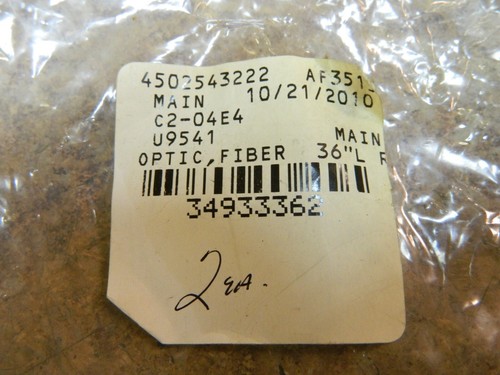 4502543222 AF351
MAIN 10/21/2010
C2-04E4
U9541 MAIN
OPTIC,FIBER 36"L
34933362
2 EA.